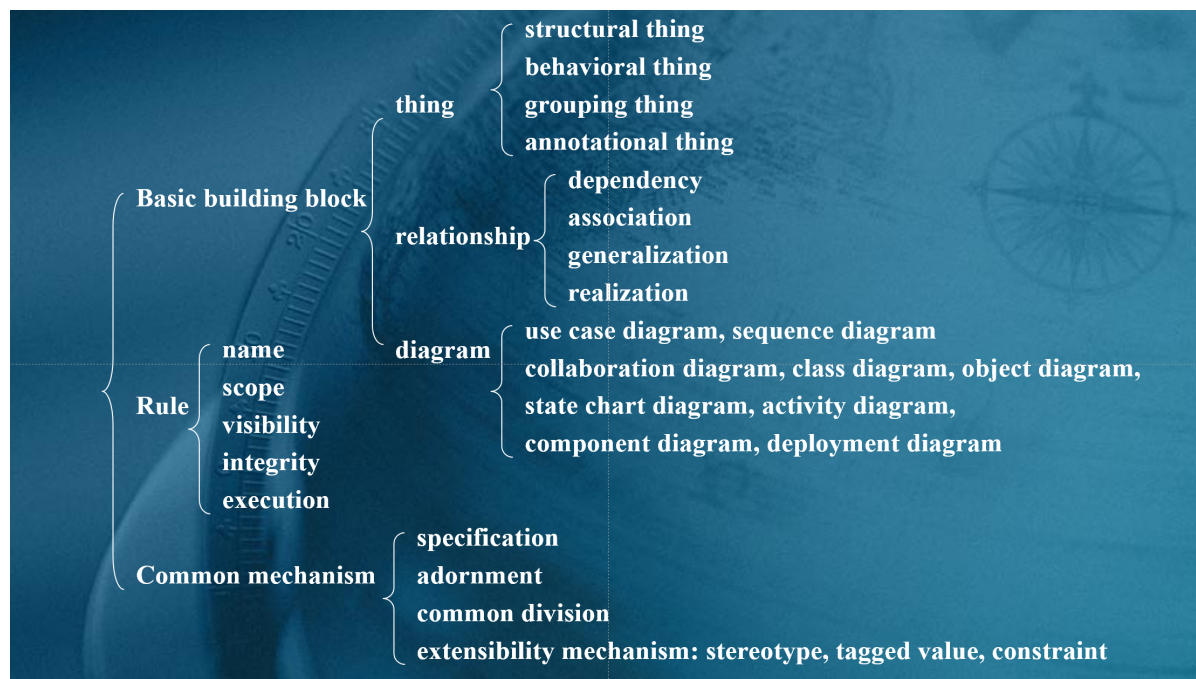 structural thing
behavioral thing
thing
grouping thing
annotational thing
Basic building block
dependency
association
relationship
generalization
realization
use case diagram, sequence diagram
diagram
collaboration diagram, class diagram, object diagram,
state chart diagram, activity diagram,
component diagram, deployment diagram
name
scope
Rule
visibility
integrity
execution
specification
Common mechanism
adornment
common division
extensibility mechanism: stereotype, tagged value, constraint